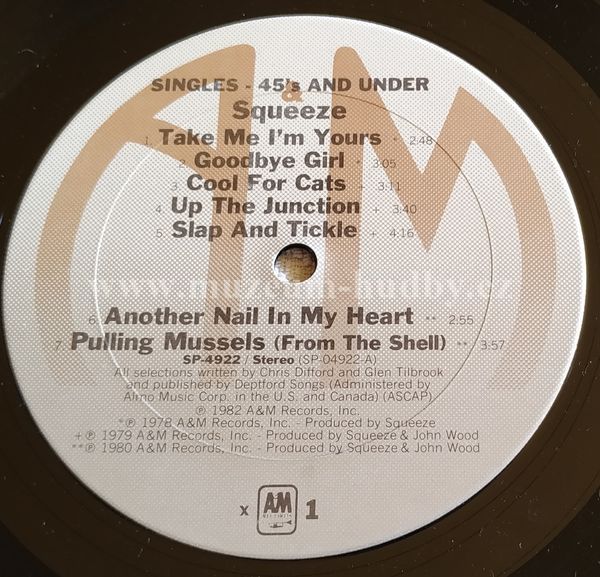 SINGLES - 45's AND UNDER
&
Squeeze
1. Take Me I'm Yours * 2:48
2. Goodbye Girl * 3:05
3. Cool For Cats + 3:11
4. Up The Junction + 3:40
5. Slap And Tickle + 4:16
www.muzeum-hudby.cz
6. Another Nail In My Heart ** 2:55
7. Pulling Mussels (From The Shell) ** 3:57
SP-4922 / Stereo (SP-04922-A)
All selections written by Chris Difford and Glen Tilbrook
and published by Deptford Songs (Administered by
Almo Music Corp. in the U.S. and Canada) (ASCAP)
℗ 1982 A&M Records, Inc.
*℗ 1978 A&M Records, Inc. - Produced by Squeeze
+℗ 1979 A&M Records, Inc. - Produced by Squeeze & John Wood
**℗ 1980 A&M Records, Inc. - Produced by Squeeze & John Wood
x A&M RECORDS 1